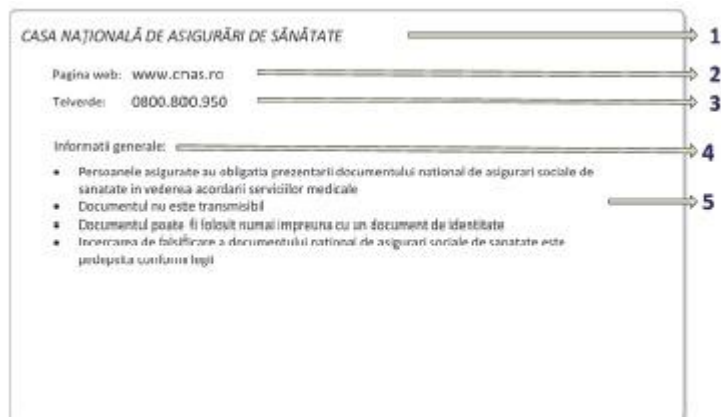 CASA NAŢIONALĂ DE ASIGURĂRI DE SĂNĂTATE 1
Pagina web: www.cnas.ro 2
Telverde: 0800.800.950 3
Informatii generale: 4
• Persoanele asigurate au obligatia prezentarii documentului national de asigurari sociale de
sanatate in vederea acordarii serviciilor medicale
5
• Documentul nu este transmisibil
• Documentul poate fi folosit numai impreuna cu un document de identitate
• Incercarea de falsificare a documentului national de asigurari sociale de sanatate este
pedepsita conform legii